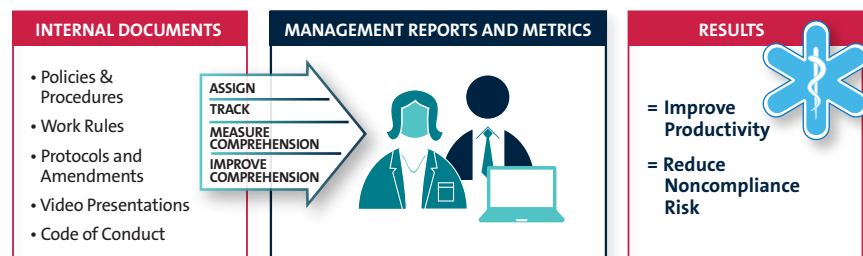 INTERNAL DOCUMENTS
• Policies &
Procedures
• Work Rules
• Protocols and
Amendments
• Video Presentations
• Code of Conduct
ASSIGN
TRACK
MEASURE
COMPREHENSION
IMPROVE
COMPREHENSION
MANAGEMENT REPORTS AND METRICS
RESULTS
= Improve
Productivity
= Reduce
Noncompliance
Risk